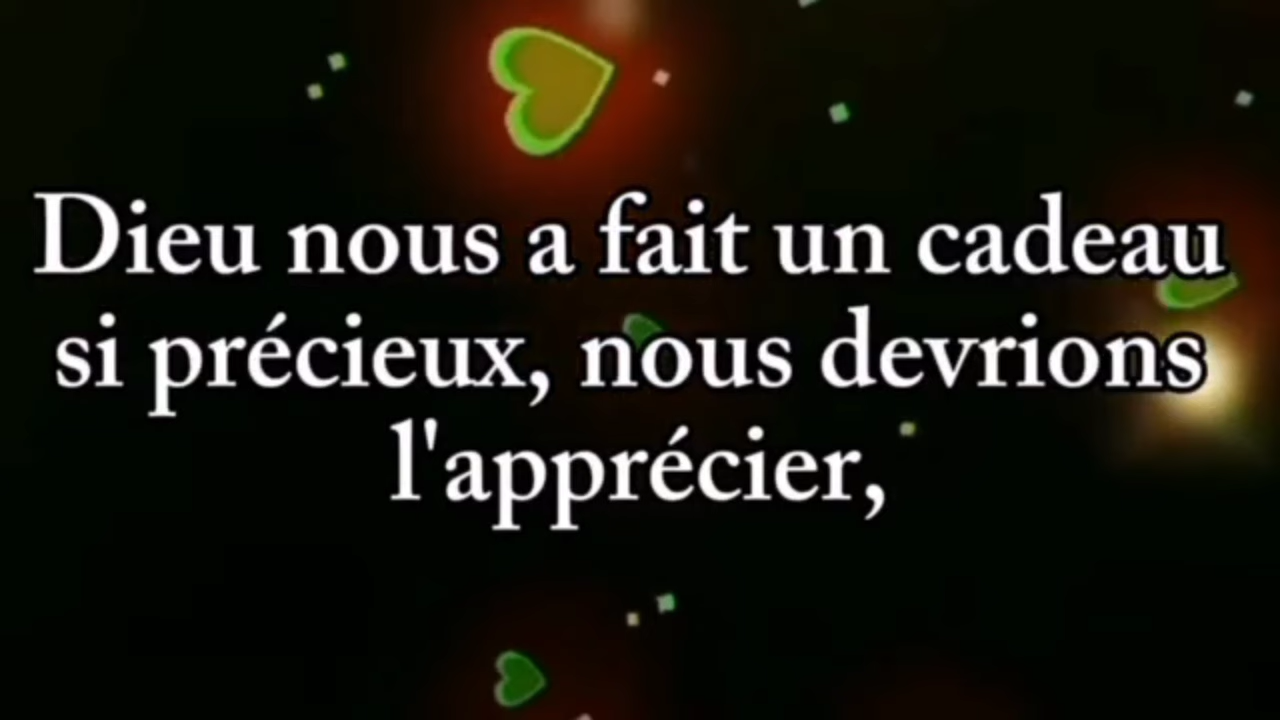 Dieu nous a fait un cadeau
si précieux, nous devrions
l'apprécier,